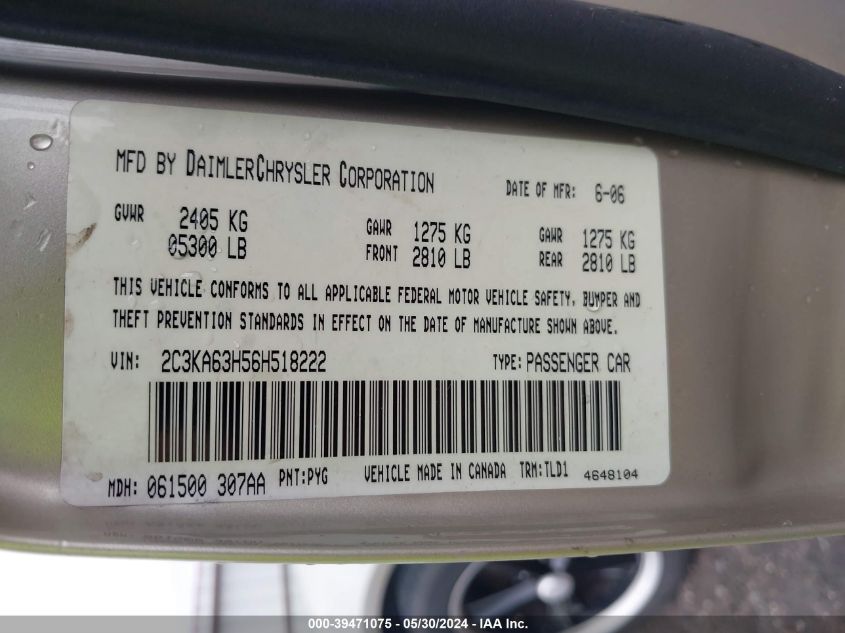 MFD BY DAIMLERCHRYSLER CORPORATION
DATE OF MFR: 6-06
GVWR 2405 KG
05300 LB
GAWR FRONT 1275 KG
2810 LB
GAWR REAR 1275 KG
2810 LB
THIS VEHICLE CONFORMS TO ALL APPLICABLE FEDERAL MOTOR VEHICLE SAFETY, BUMPER AND
THEFT PREVENTION STANDARDS IN EFFECT ON THE DATE OF MANUFACTURE SHOWN ABOVE.
VIN: 2C3KA63H56H518222 TYPE: PASSENGER CAR
MDH: 061500 307AA PNT:PYG VEHICLE MADE IN CANADA TRM:TLD1 4648104
000-39471075 - 05/30/2024 - IAA Inc.